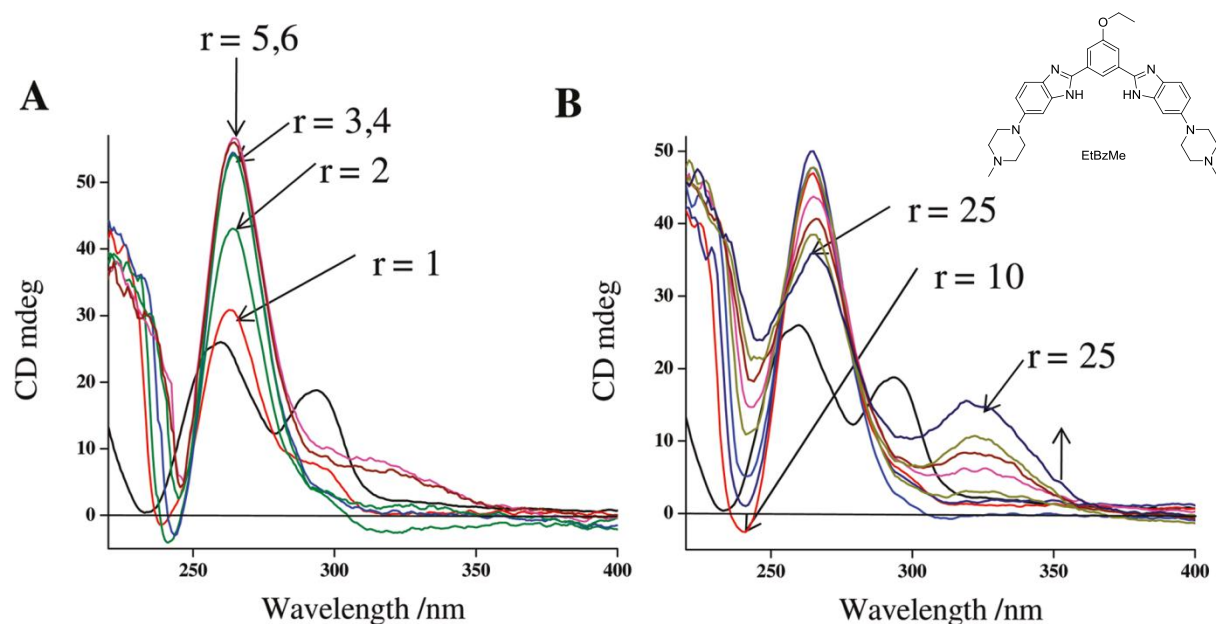 A
r = 5,6
r = 3,4
r = 2
r = 1
50
40
30
20
10
0
CD mdeg
250
300
350
400
Wavelength /nm
B
r = 25
r = 10
r = 25
50
40
30
20
10
0
CD mdeg
250
300
350
400
Wavelength /nm
O
N
N
NH
HN
N
N
N
N
EtBzMe